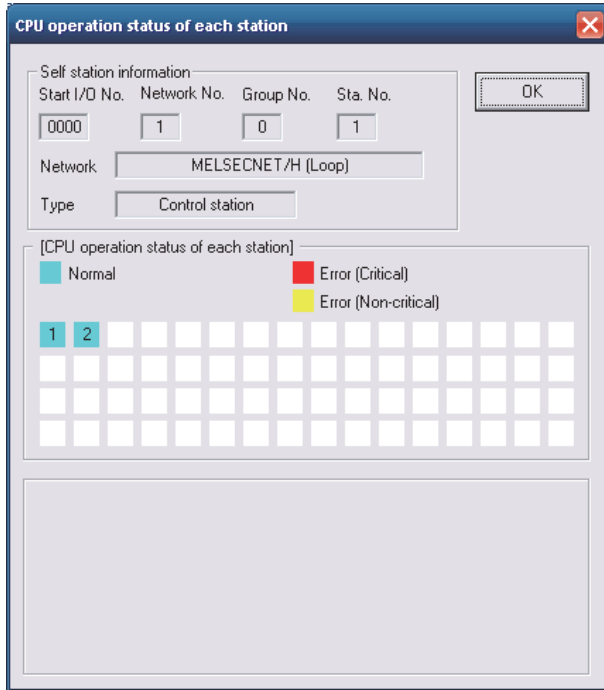 CPU operation status of each station
Self station information
Start I/O No. Network No. Group No. Sta. No.
0000 1 0 1
OK
Network MELSECNET/H (Loop)
Type Control station
[CPU operation status of each station]
Normal Error (Critical)
Error (Non-critical)
1 2